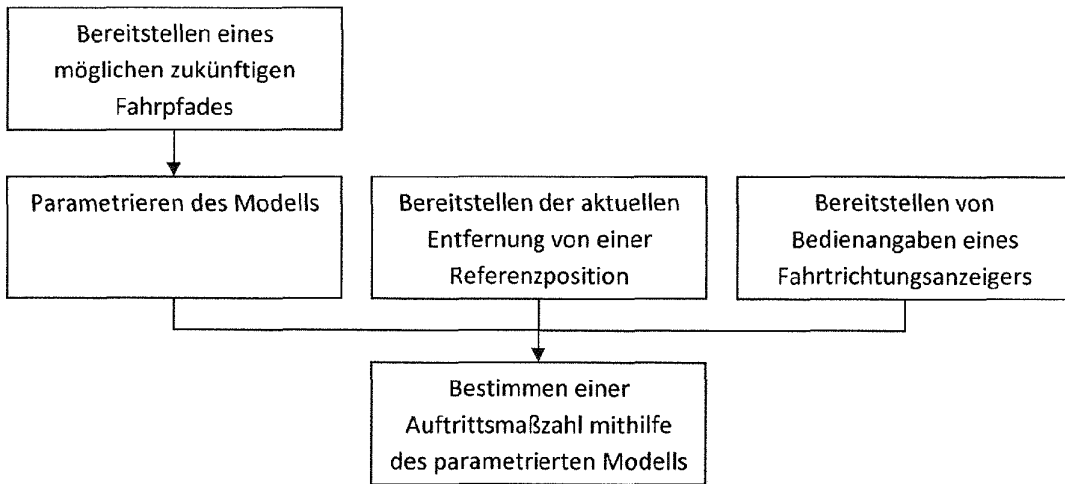 Bereitstellen eines
möglichen zukünftigen
Fahrpfades
Parametrieren des Modells
Bereitstellen der aktuellen
Entfernung von einer
Referenzposition
Bereitstellen von
Bedienangaben eines
Fahrtrichtungsanzeigers
Bestimmen einer
Auftrittsmaßzahl mithilfe
des parametrierten Modells